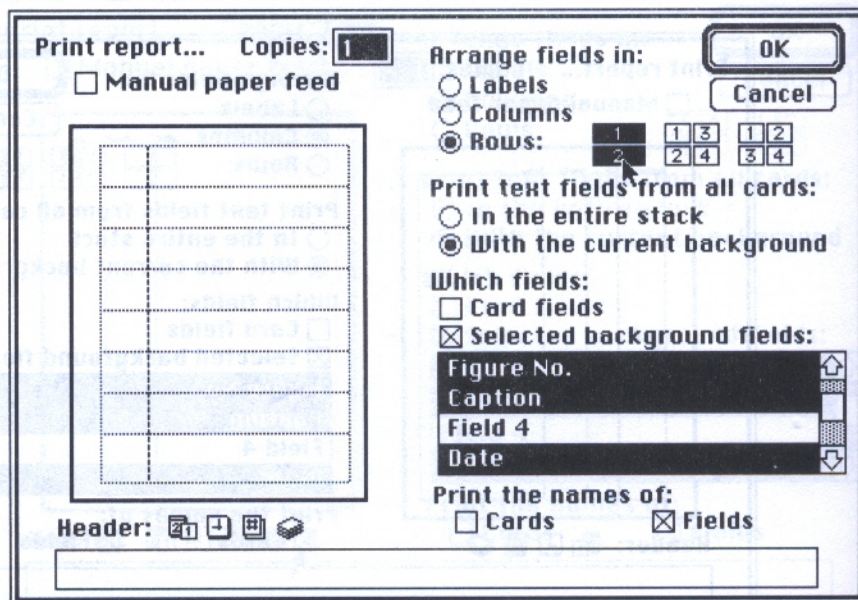 Print report... Copies: 1
Manual paper feed
Arrange fields in:
Labels
Columns
Rows:
1
2
1 3
2 4
1 2
3 4
OK
Cancel
Print text fields from all cards:
In the entire stack
With the current background
Which fields:
Card fields
Selected background fields:
Figure No.
Caption
Field 4
Date
Print the names of:
Cards Fields
Header: